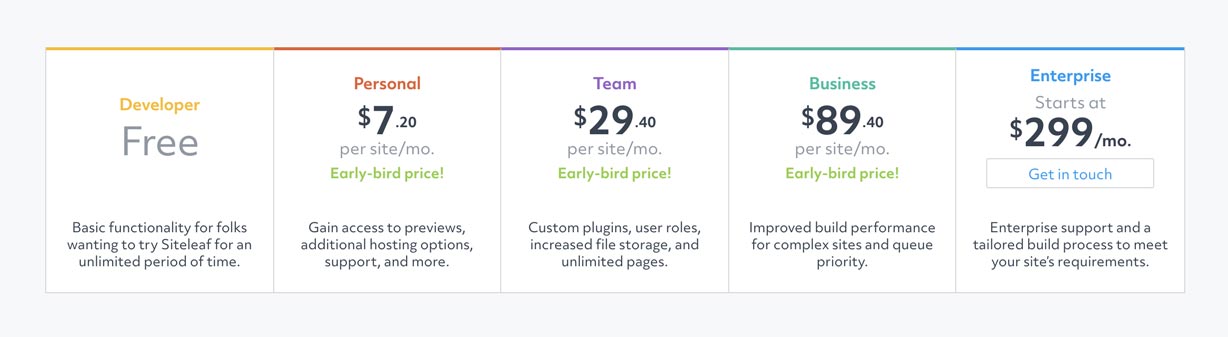 Developer
Free
Basic functionality for folks
wanting to try Siteleaf for an
unlimited period of time.
Personal
$7.20
per site/mo.
Early-bird price!
Gain access to previews,
additional hosting options,
support, and more.
Team
$29.40
per site/mo.
Early-bird price!
Custom plugins, user roles,
increased file storage, and
unlimited pages.
Business
$89.40
per site/mo.
Early-bird price!
Improved build performance
for complex sites and queue
priority.
Enterprise
Starts at
$299/mo.
Get in touch
Enterprise support and a
tailored build process to meet
your site’s requirements.